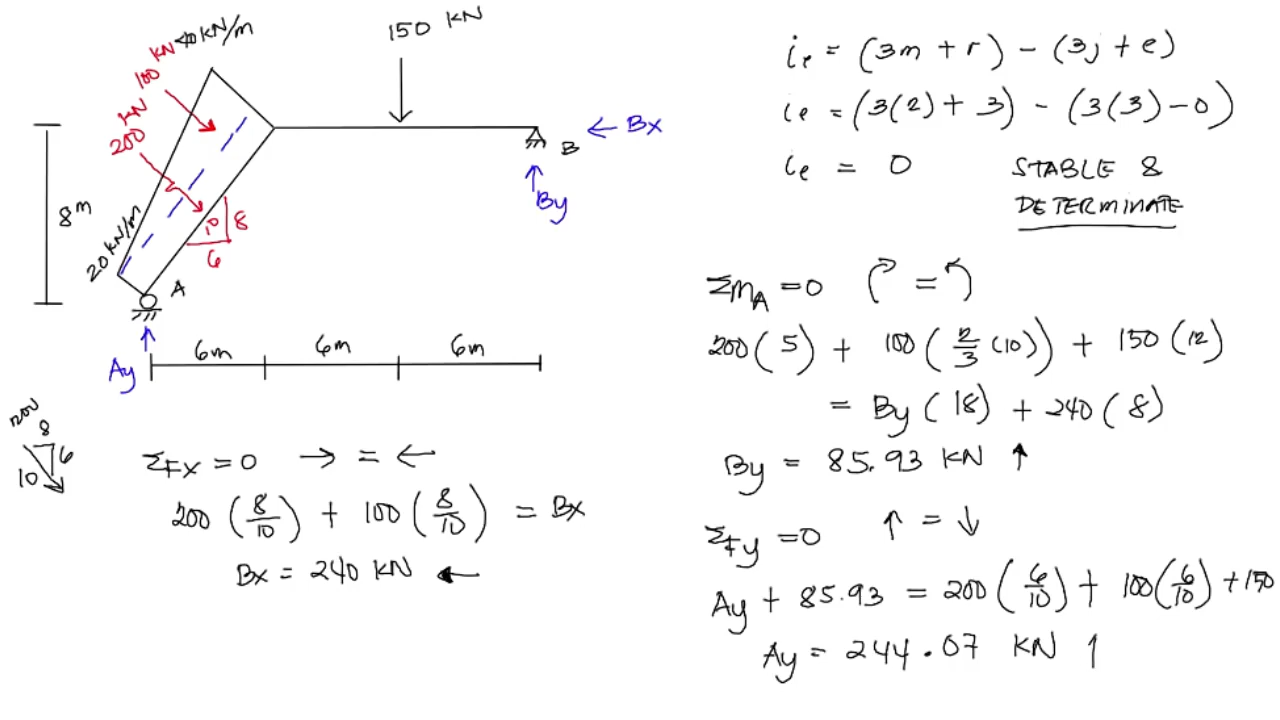 40 kN/m
100 kN
200 kN
20 kN/m
8 m
10
8
6
A
Ay
6m
6m
6m
150 kN
B
Bx
By
200
8
6
10
ΣFx = 0 → = ←
200 (8/10) + 100 (8/10) = Bx
Bx = 240 kN ←
ie = (3m + r) - (3j + e)
ie = (3(2) + 3) - (3(3) - 0)
ie = 0 STABLE &
DETERMINATE
ΣMA = 0 ↷ = ↶
200 (5) + 100 (2/3 (10)) + 150 (12)
= By (18) + 240 (8)
By = 85.93 kN ↑
ΣFy = 0 ↑ = ↓
Ay + 85.93 = 200 (6/10) + 100 (6/10) + 150
Ay = 244.07 kN ↑